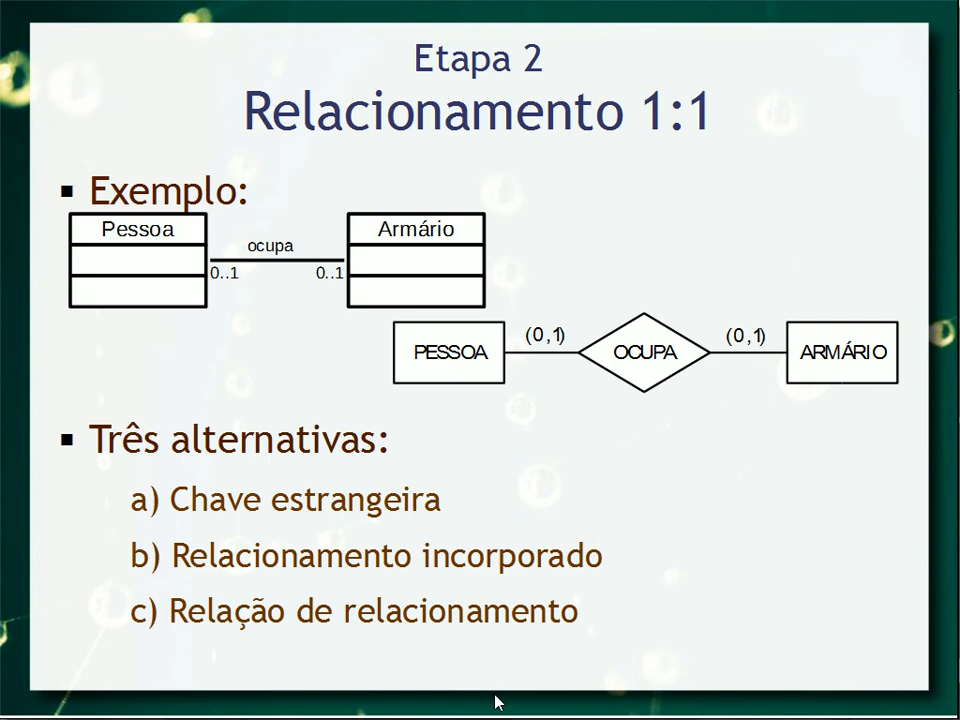 Etapa 2
Relacionamento 1:1
Exemplo:
Pessoa
ocupa
Armário
0..1
0..1
PESSOA
(0,1)
OCUPA
(0,1)
ARMÁRIO
Três alternativas:
a) Chave estrangeira
b) Relacionamento incorporado
c) Relação de relacionamento